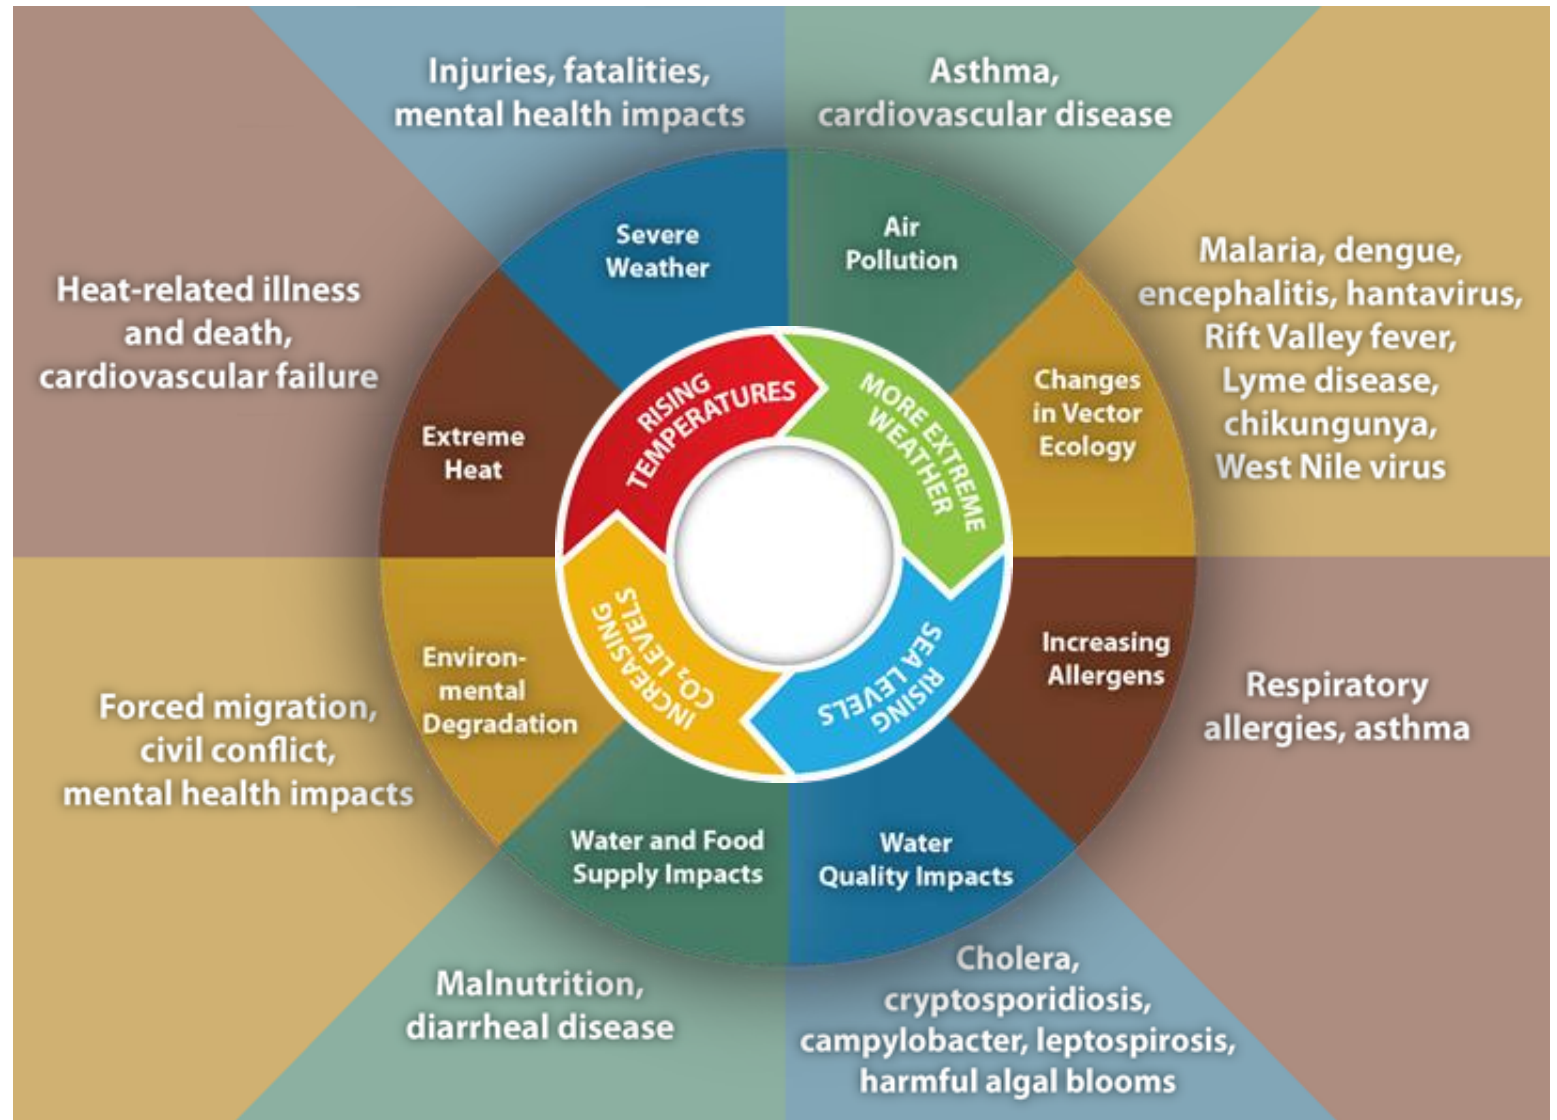 Injuries, fatalities,
mental health impacts
Asthma,
cardiovascular disease
Severe
Weather
Air
Pollution
Heat-related illness
and death,
cardiovascular failure
Malaria, dengue,
encephalitis, hantavirus,
Rift Valley fever,
Lyme disease,
chikungunya,
West Nile virus
Extreme
Heat
Changes
in Vector
Ecology
RISING
TEMPERATURES
MORE EXTREME
WEATHER
INCREASING
CO₂ LEVELS
RISING
SEA LEVELS
Environ-
mental
Degradation
Increasing
Allergens
Forced migration,
civil conflict,
mental health impacts
Respiratory
allergies, asthma
Water and Food
Supply Impacts
Water
Quality Impacts
Malnutrition,
diarrheal disease
Cholera,
cryptosporidiosis,
campylobacter, leptospirosis,
harmful algal blooms